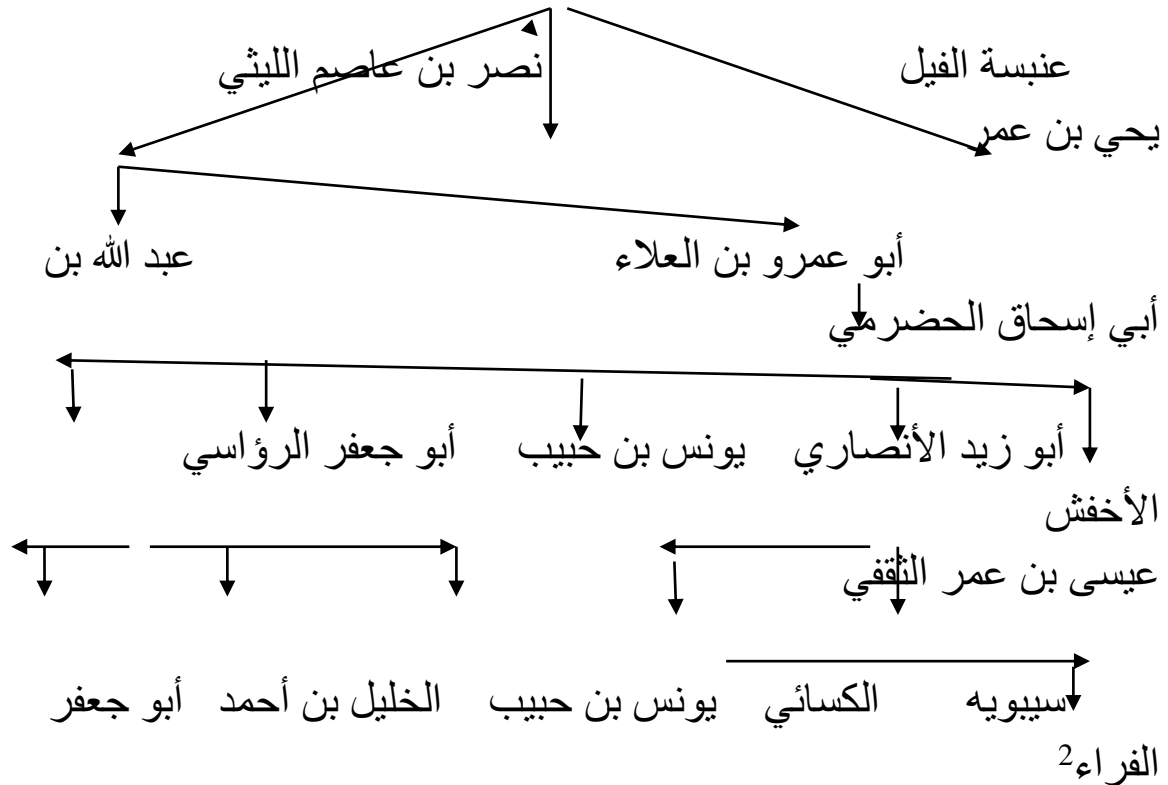 عنبسة الفيل نصر بن عاصم الليثي
يحي بن عمر
أبو عمرو بن العلاء عبد الله بن
أبي إسحاق الحضرمي
أبو زيد الأنصاري يونس بن حبيب أبو جعفر الرؤاسي
الأخفش
عيسى بن عمر الثقفي
سيبويه الكسائي يونس بن حبيب الخليل بن أحمد أبو جعفر
الفراء2